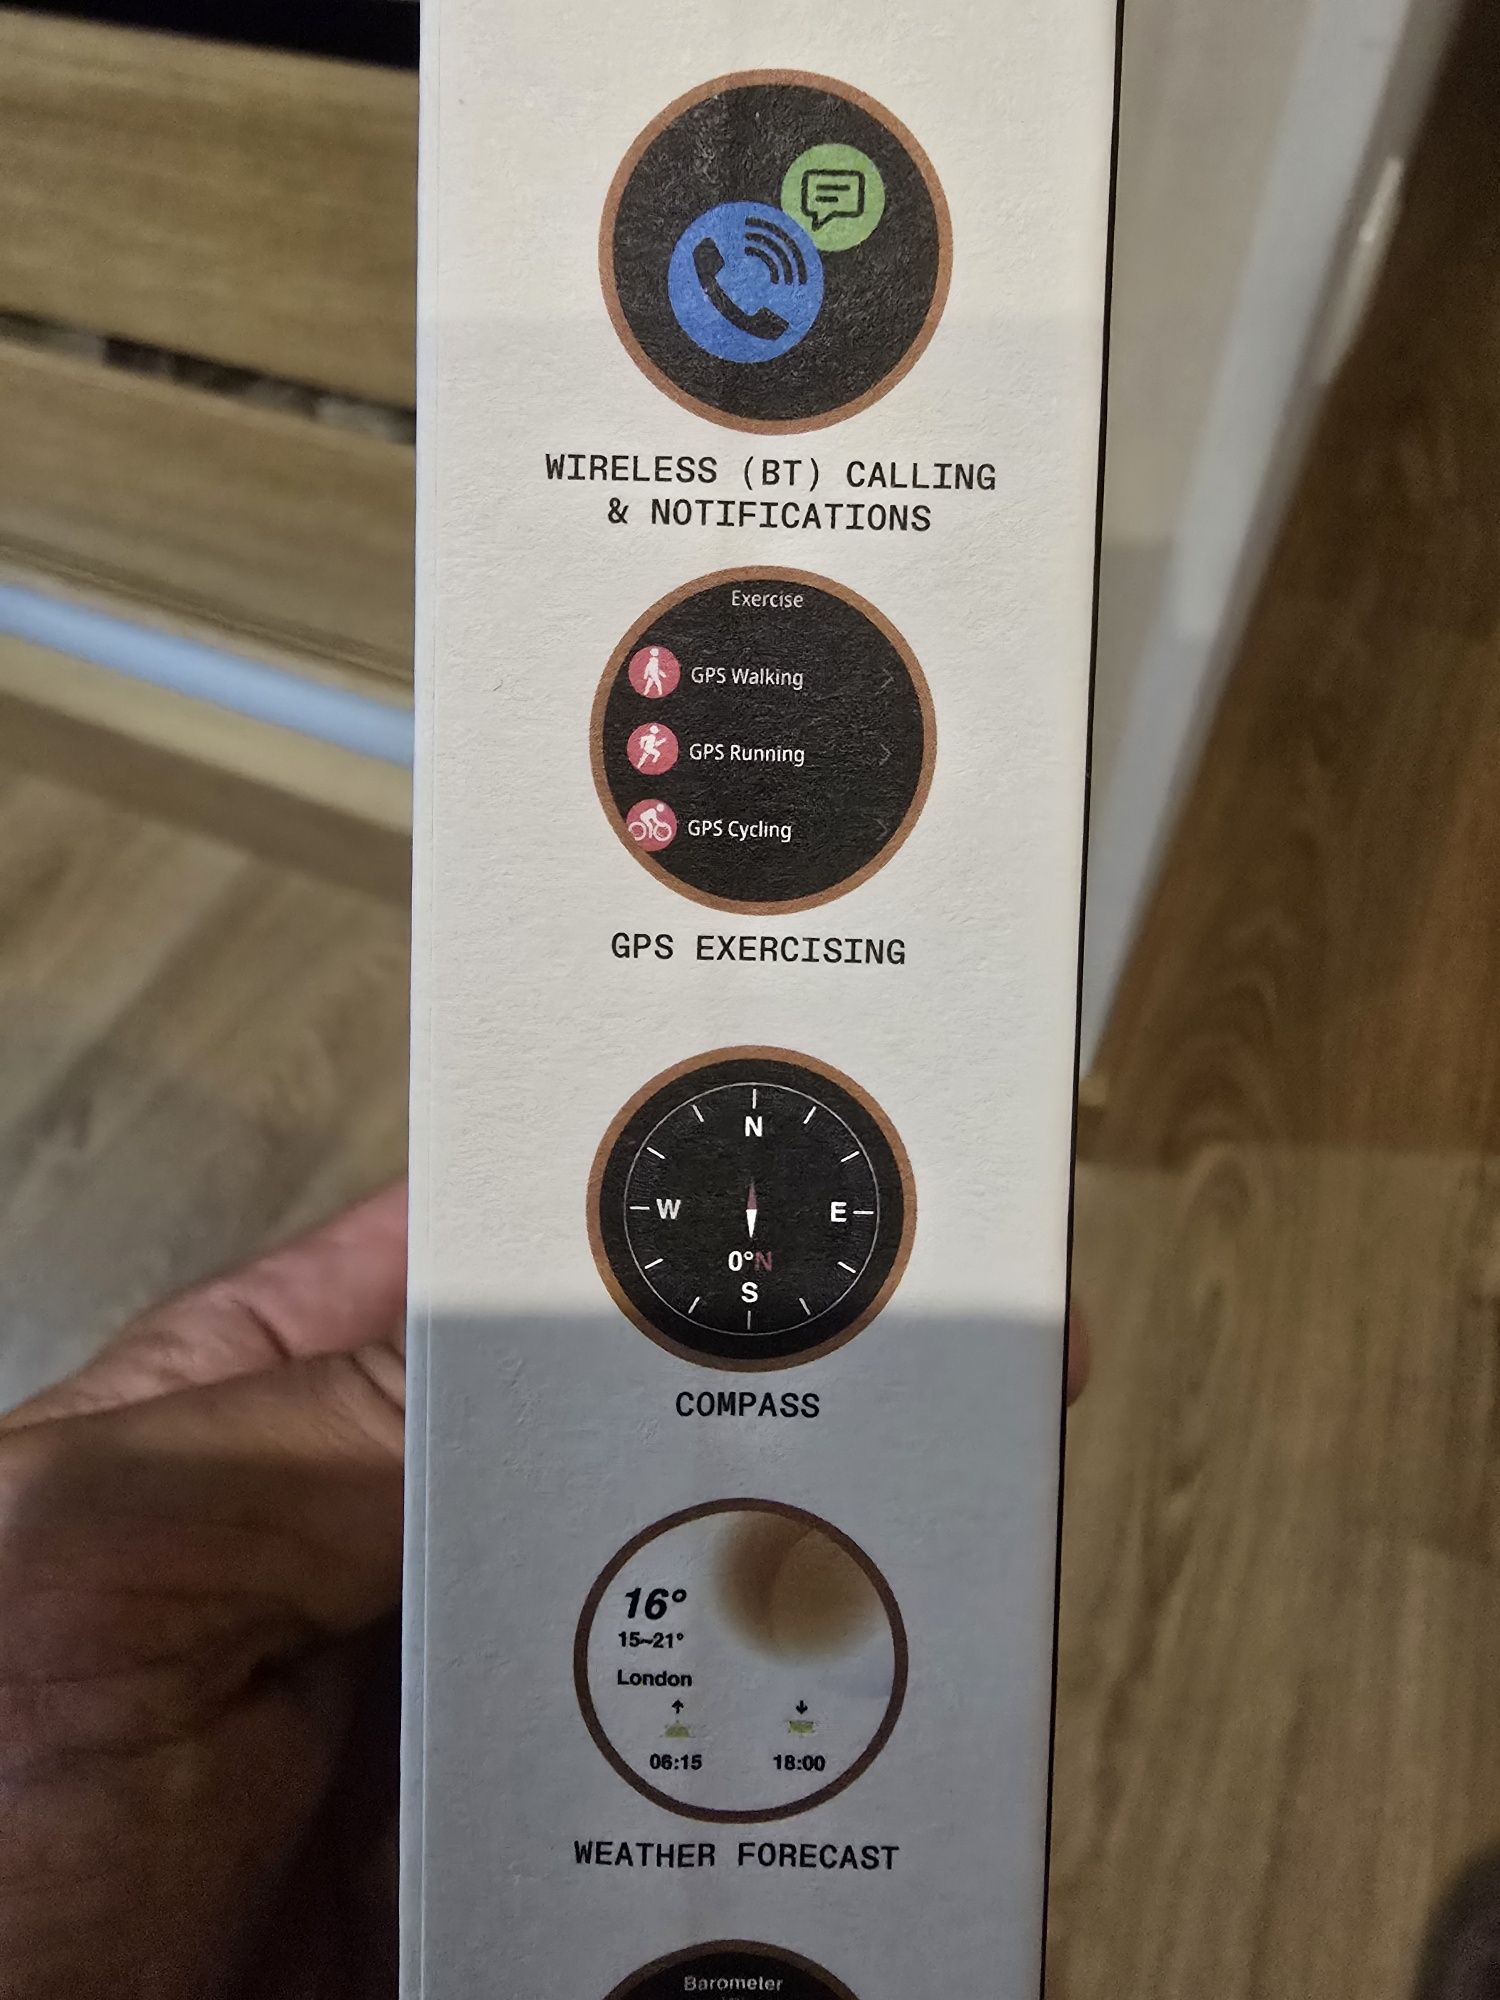 WIRELESS (BT) CALLING
& NOTIFICATIONS
Exercise
GPS Walking
GPS Running
GPS Cycling
GPS EXERCISING
N
W E
0°N
S
COMPASS
16°
15~21°
London
06:15 18:00
WEATHER FORECAST
Barometer